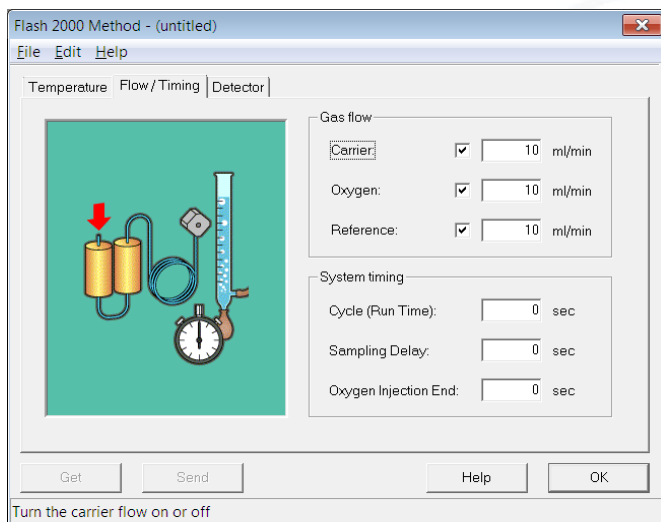 Flash 2000 Method - (untitled)
File Edit Help
Temperature Flow/Timing Detector
Gas flow
Carrier: 10 ml/min
Oxygen: 10 ml/min
Reference: 10 ml/min
System timing
Cycle (Run Time): 0 sec
Sampling Delay: 0 sec
Oxygen Injection End: 0 sec
Get Send Help OK
Turn the carrier flow on or off